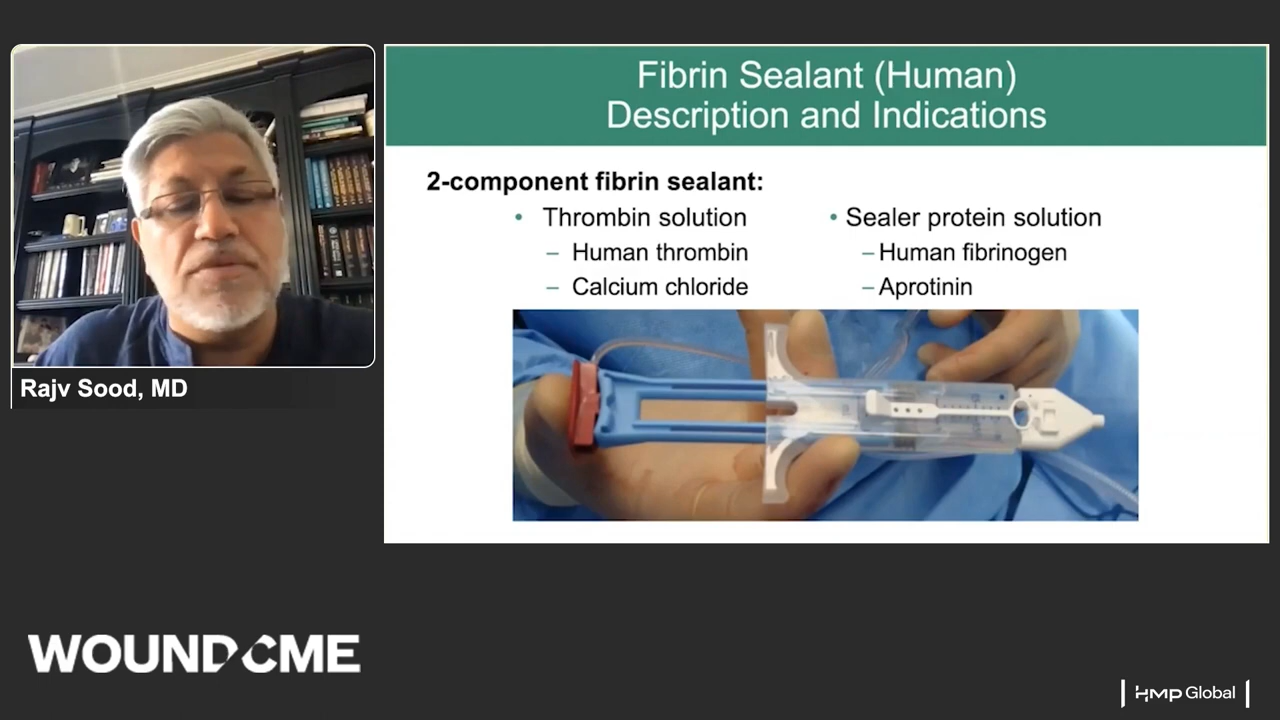 Fibrin Sealant (Human)
Description and Indications
2-component fibrin sealant:
• Thrombin solution
– Human thrombin
– Calcium chloride
• Sealer protein solution
– Human fibrinogen
– Aprotinin
Rajv Sood, MD
WOUNDCME
HMP Global